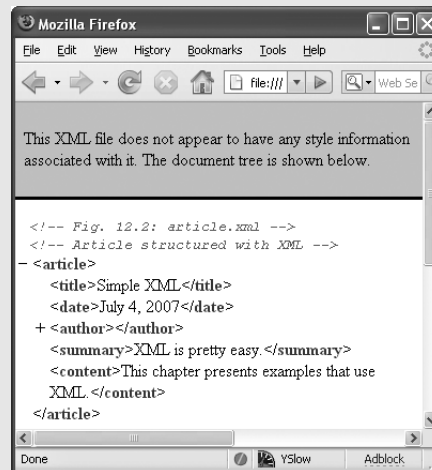 Mozilla Firefox
File Edit View History Bookmarks Tools Help
file:/// Web Se
This XML file does not appear to have any style information
associated with it. The document tree is shown below.
<!-- Fig. 12.2: article.xml -->
<!-- Article structured with XML -->
− <article>
<title>Simple XML</title>
<date>July 4, 2007</date>
+ <author></author>
<summary>XML is pretty easy.</summary>
<content>This chapter presents examples that use
XML.</content>
</article>
Done YSlow Adblock